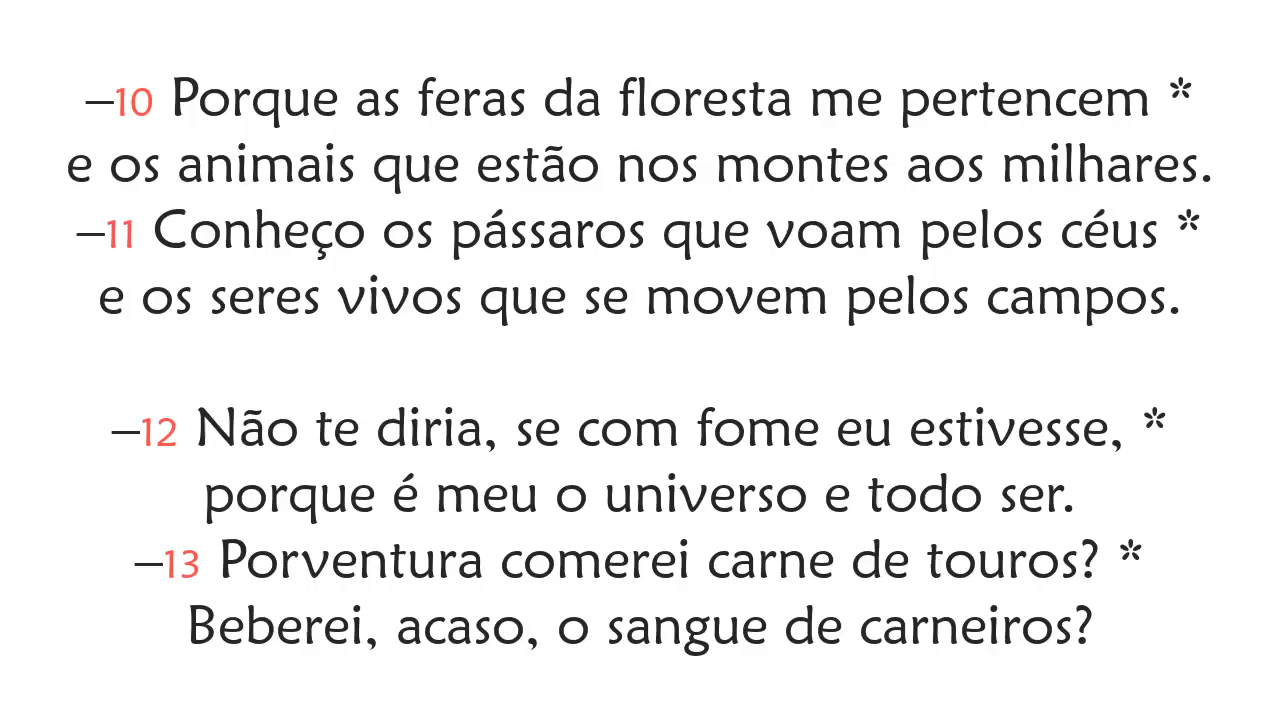 –10 Porque as feras da floresta me pertencem *
e os animais que estão nos montes aos milhares.
–11 Conheço os pássaros que voam pelos céus *
e os seres vivos que se movem pelos campos.
–12 Não te diria, se com fome eu estivesse, *
porque é meu o universo e todo ser.
–13 Porventura comerei carne de touros? *
Beberei, acaso, o sangue de carneiros?